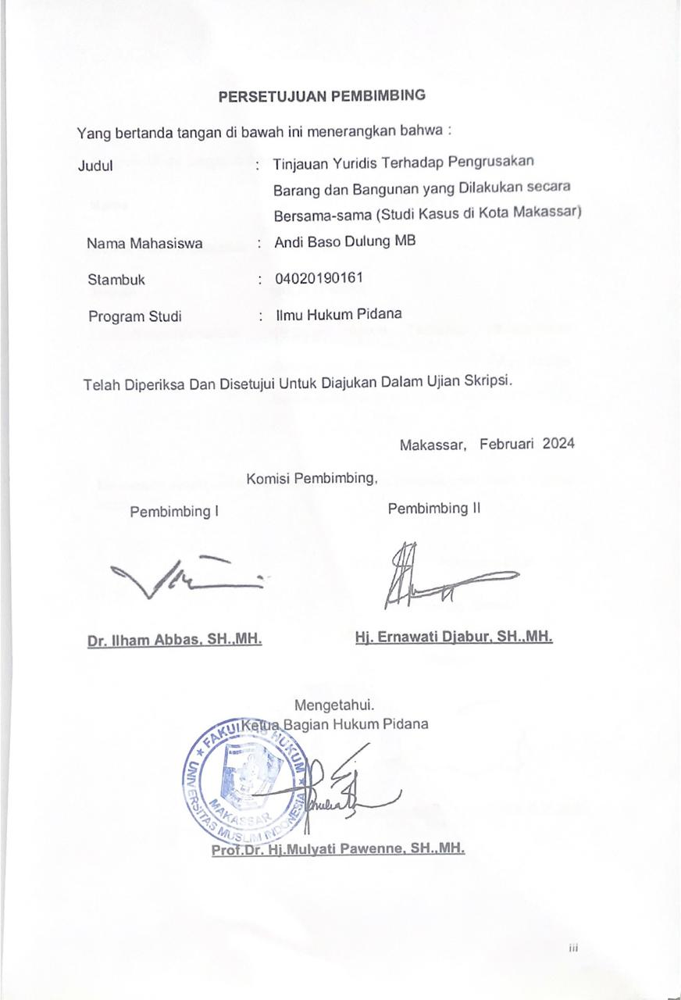 PERSETUJUAN PEMBIMBING
Yang bertanda tangan di bawah ini menerangkan bahwa :
Judul : Tinjauan Yuridis Terhadap Pengrusakan
Barang dan Bangunan yang Dilakukan secara
Bersama-sama (Studi Kasus di Kota Makassar)
Nama Mahasiswa : Andi Baso Dulung MB
Stambuk : 04020190161
Program Studi : Ilmu Hukum Pidana
Telah Diperiksa Dan Disetujui Untuk Diajukan Dalam Ujian Skripsi.
Makassar, Februari 2024
Komisi Pembimbing,
Pembimbing I Pembimbing II
Dr. Ilham Abbas, SH.,MH. Hj. Ernawati Djabur, SH.,MH.
Mengetahui.
Ketua Bagian Hukum Pidana
FAKULTAS HUKUM
UNIVERSITAS MUSLIM INDONESIA
MAKASSAR
Prof.Dr. Hj.Mulyati Pawenne, SH.,MH.
iii